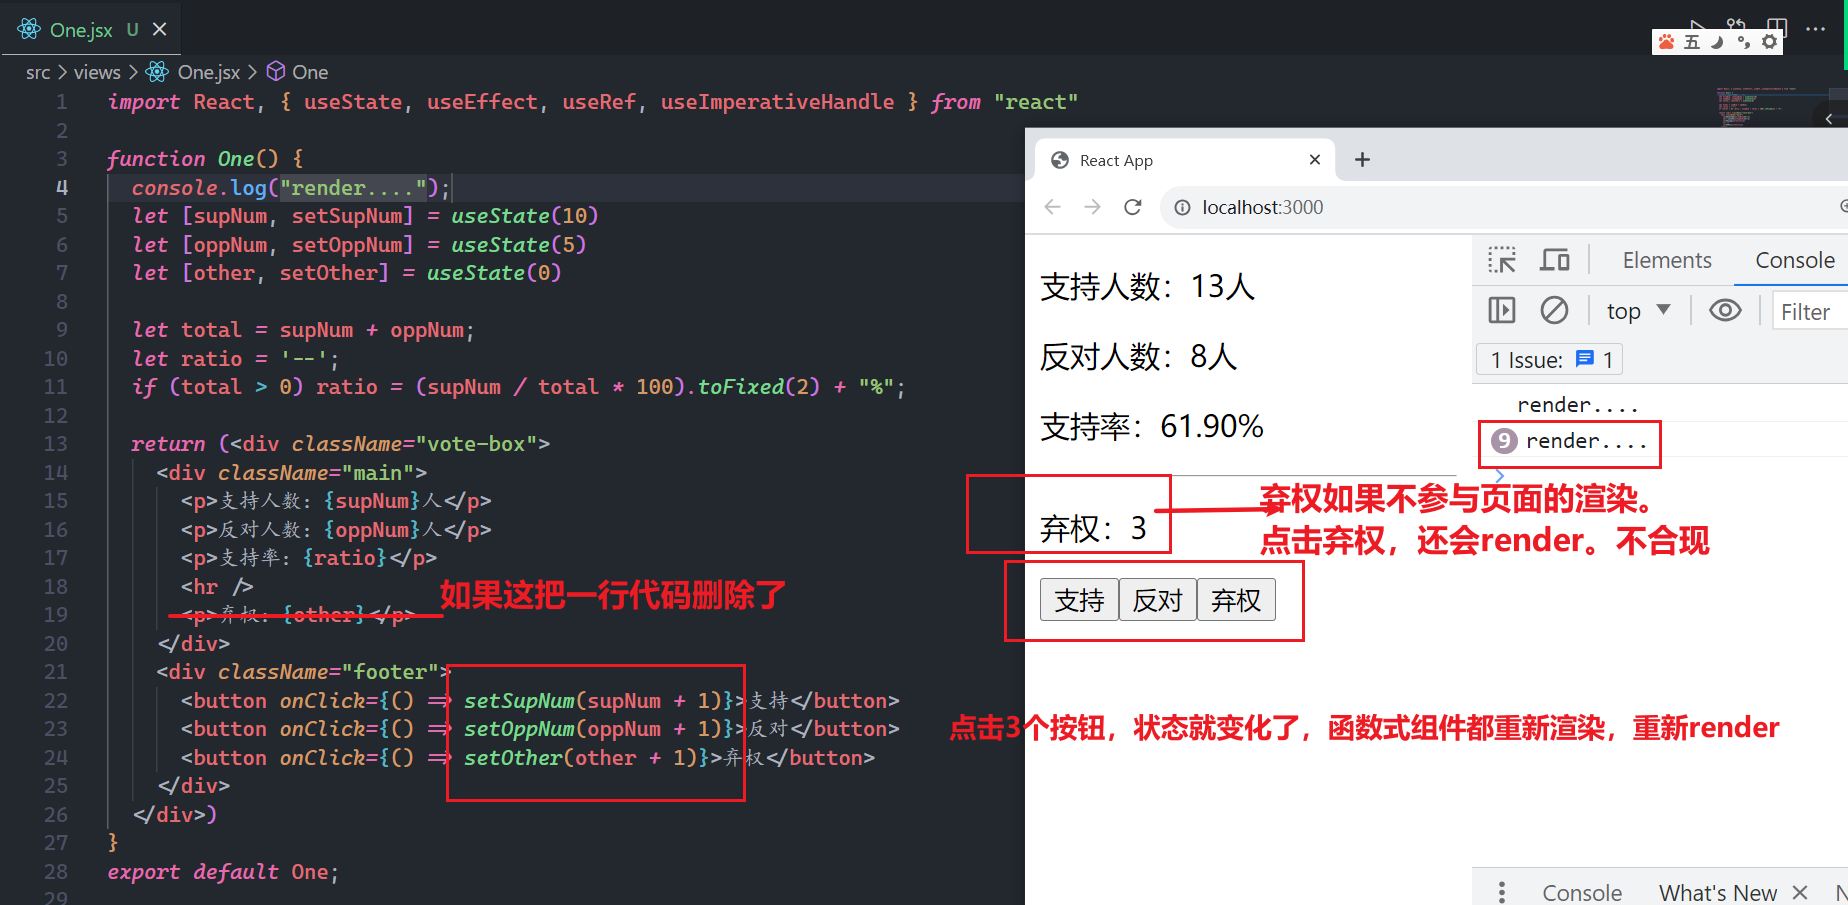 One.jsx U
五
src > views > One.jsx > One
1 import React, { useState, useEffect, useRef, useImperativeHandle } from "react"
2
3 function One() {
4 console.log("render....");
5 let [supNum, setSupNum] = useState(10)
6 let [oppNum, setOppNum] = useState(5)
7 let [other, setOther] = useState(0)
8
9 let total = supNum + oppNum;
10 let ratio = '--';
11 if (total > 0) ratio = (supNum / total * 100).toFixed(2) + "%";
12
13 return (<div className="vote-box">
14 <div className="main">
15 <p>支持人数：{supNum}人</p>
16 <p>反对人数：{oppNum}人</p>
17 <p>支持率：{ratio}</p>
18 <hr />
19 <p>弃权：{other}</p>
如果这把一行代码删除了
20 </div>
21 <div className="footer">
22 <button onClick={() => setSupNum(supNum + 1)}>支持</button>
23 <button onClick={() => setOppNum(oppNum + 1)}>反对</button>
24 <button onClick={() => setOther(other + 1)}>弃权</button>
25 </div>
26 </div>)
27 }
28 export default One;
29
React App
localhost:3000
支持人数：13人
反对人数：8人
支持率：61.90%
弃权：3
支持 反对 弃权
Elements Console
top Filter
1 Issue: 1
render....
9 render....
弃权如果不参与页面的渲染。
点击弃权，还会render。不合现
点击3个按钮，状态就变化了，函数式组件都重新渲染，重新render
Console What's New